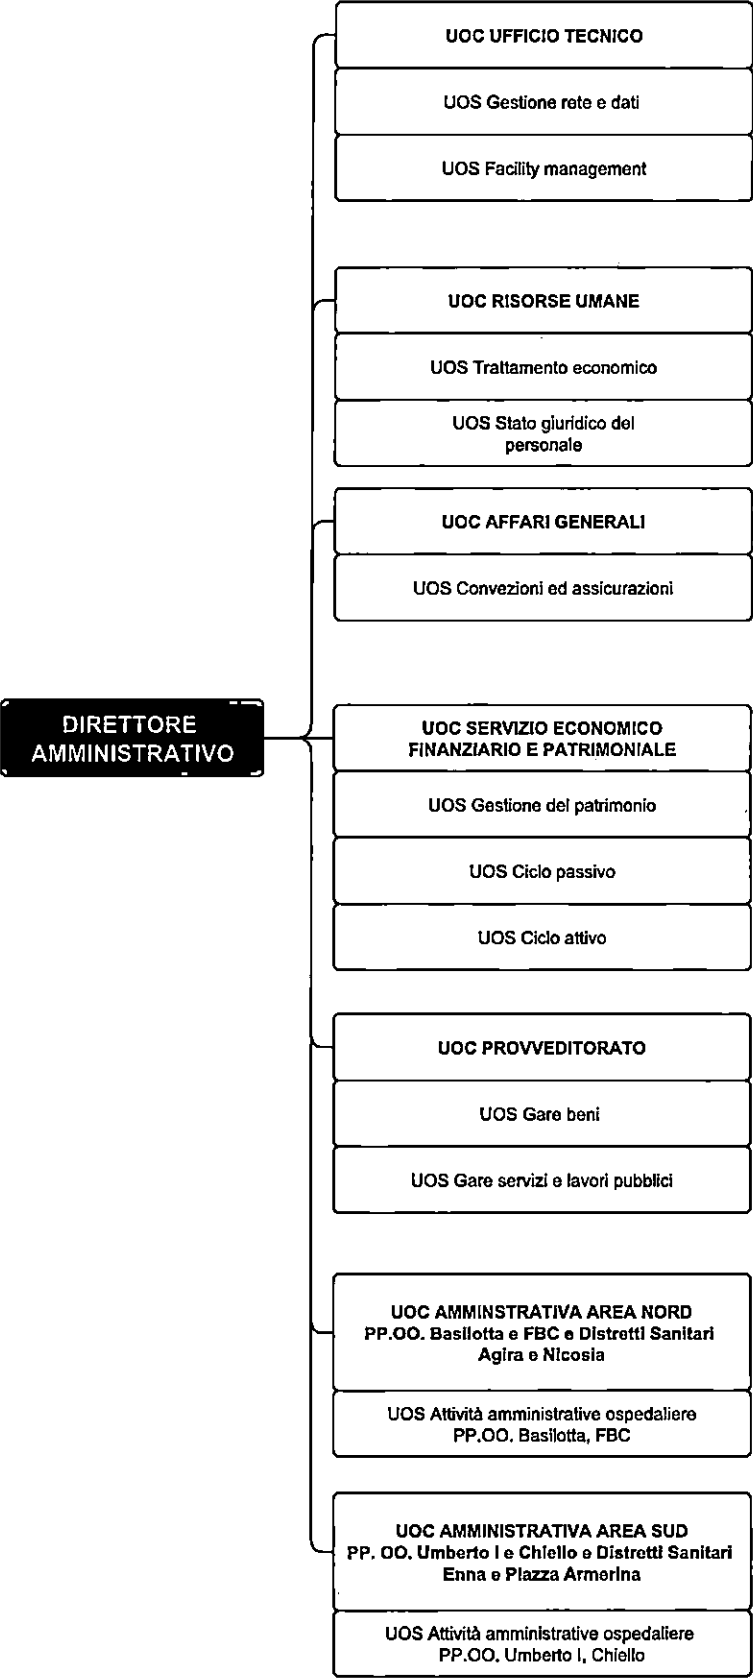 UOC UFFICIO TECNICO
UOS Gestione rete e dati
UOS Facility management
UOC RISORSE UMANE
UOS Trattamento economico
UOS Stato giuridico del
personale
UOC AFFARI GENERALI
UOS Convezioni ed assicurazioni
DIRETTORE
AMMINISTRATIVO
UOC SERVIZIO ECONOMICO
FINANZIARIO E PATRIMONIALE
UOS Gestione del patrimonio
UOS Ciclo passivo
UOS Ciclo attivo
UOC PROVVEDITORATO
UOS Gare beni
UOS Gare servizi e lavori pubblici
UOC AMMINSTRATIVA AREA NORD
PP.OO. Basilotta e FBC e Distretti Sanitari
Agira e Nicosia
UOS Attività amministrative ospedaliere
PP.OO. Basilotta, FBC
UOC AMMINISTRATIVA AREA SUD
PP. OO. Umberto I e Chiello e Distretti Sanitari
Enna e Piazza Armerina
UOS Attività amministrative ospedaliere
PP.OO. Umberto I, Chiello